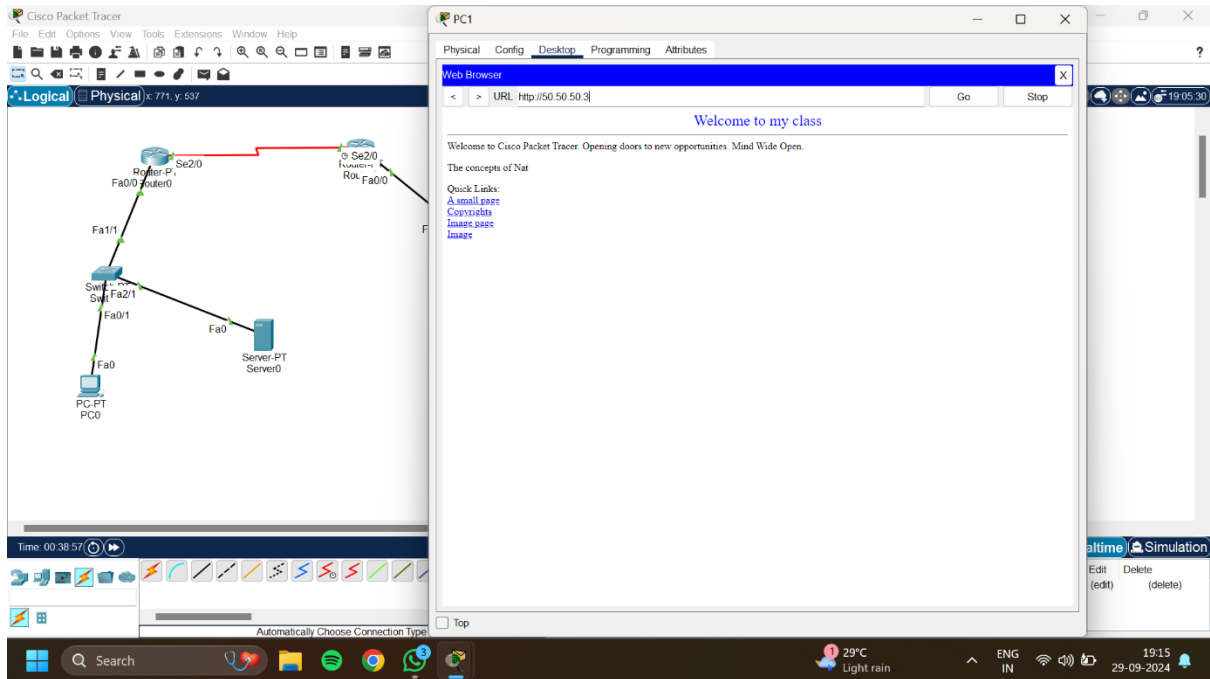 Cisco Packet Tracer
File Edit Options View Tools Extensions Window Help
Logical Physical x: 771, y: 537
19:05:30
Se2/0
Router0
Fa0/0
Se2/0
Fa0/0
Fa1/1
F
Fa2/1
Fa0/1
Fa0
Server-PT
Server0
Fa0
PC-PT
PC0
PC1
Physical Config Desktop Programming Attributes
?
Web Browser
X
< > URL http://50.50.50.3 Go Stop
Welcome to my class
Welcome to Cisco Packet Tracer. Opening doors to new opportunities. Mind Wide Open.
The concepts of Nat
Quick Links:
A small page
Copyrights
Image page
Image
Top
Time: 00:38:57
altime Simulation
Edit Delete
(edit) (delete)
Automatically Choose Connection Type
Search
3
1
29°C
Light rain
ENG
IN
19:15
29-09-2024